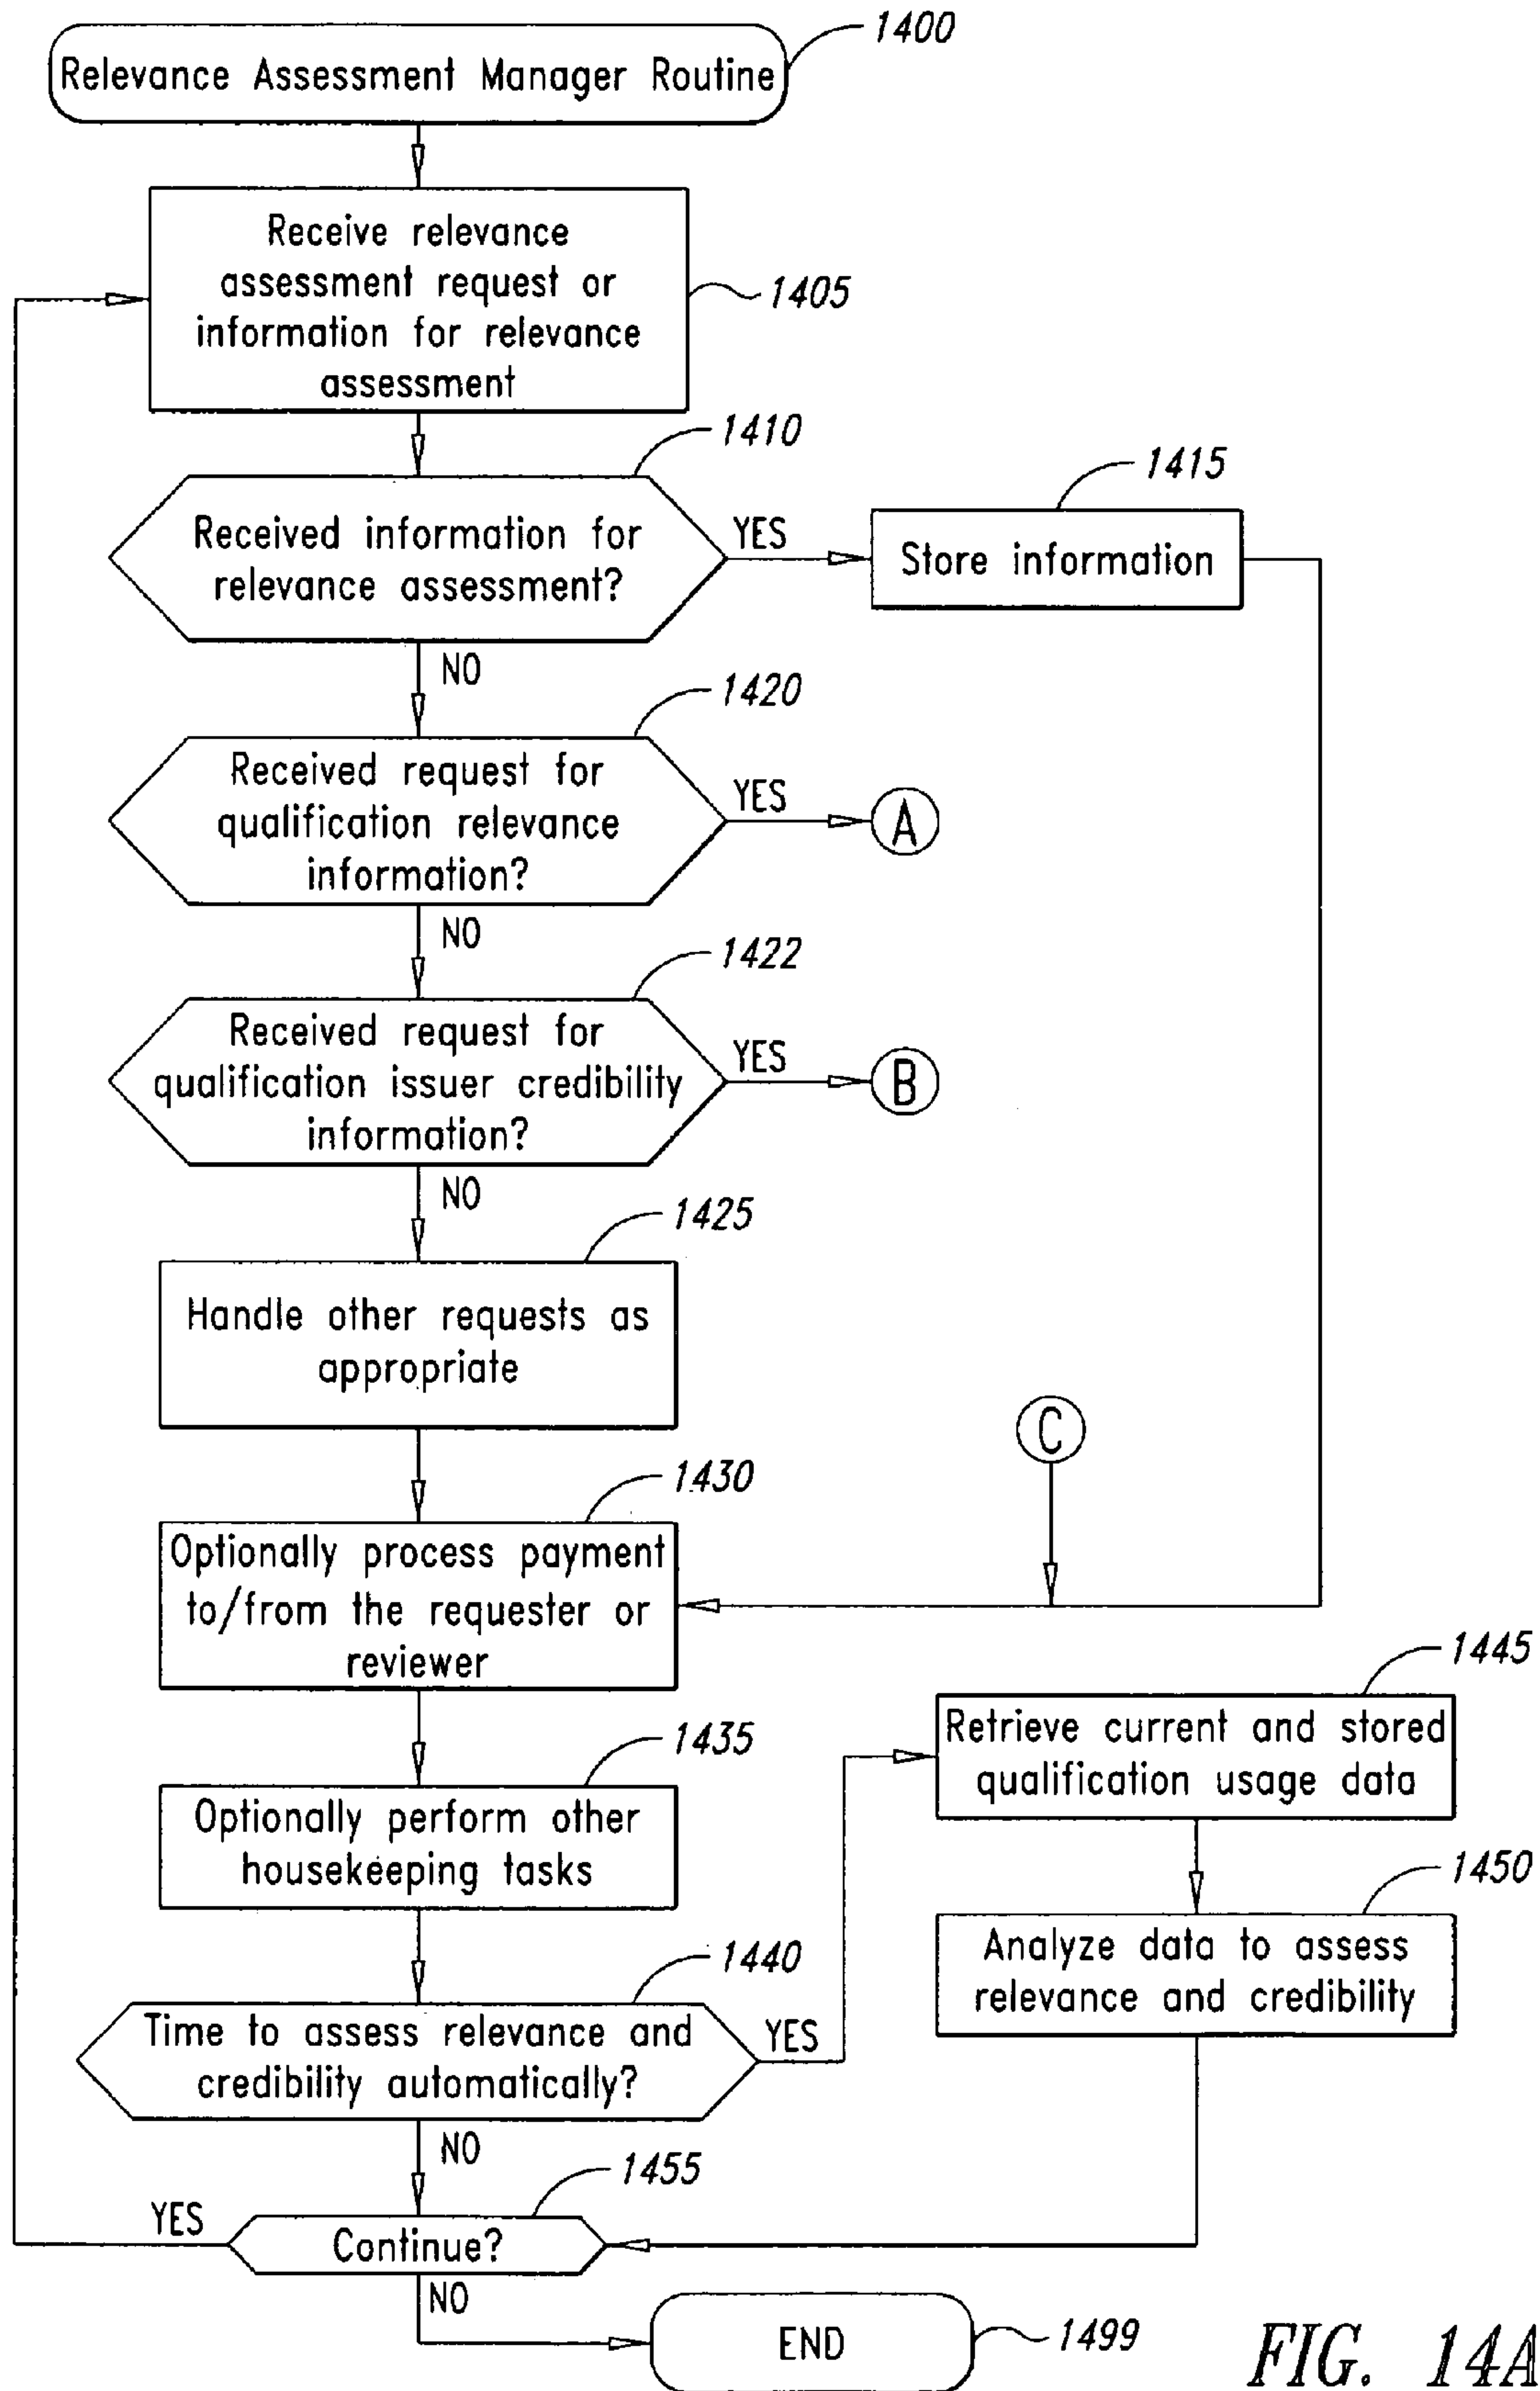 1400
Relevance Assessment Manager Routine
Receive relevance
assessment request or
information for relevance
assessment
1405
1410
Received information for
relevance assessment?
YES
1415
Store information
NO
1420
Received request for
qualification relevance
information?
YES
A
NO
1422
Received request for
qualification issuer credibility
information?
YES
B
NO
1425
Handle other requests as
appropriate
C
1430
Optionally process payment
to/from the requester or
reviewer
1445
Retrieve current and stored
qualification usage data
1435
Optionally perform other
housekeeping tasks
1450
Analyze data to assess
relevance and credibility
1440
Time to assess relevance and
credibility automatically?
YES
NO
1455
YES
Continue?
NO
END
1499
FIG. 14A